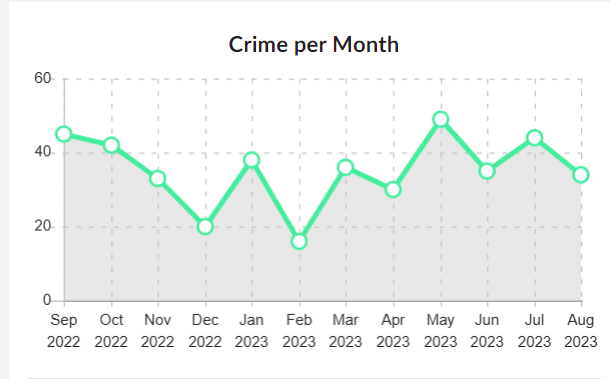 Crime per Month
60
40
20
0
Sep Oct Nov Dec Jan Feb Mar Apr May Jun Jul Aug
2022 2022 2022 2022 2023 2023 2023 2023 2023 2023 2023 2023